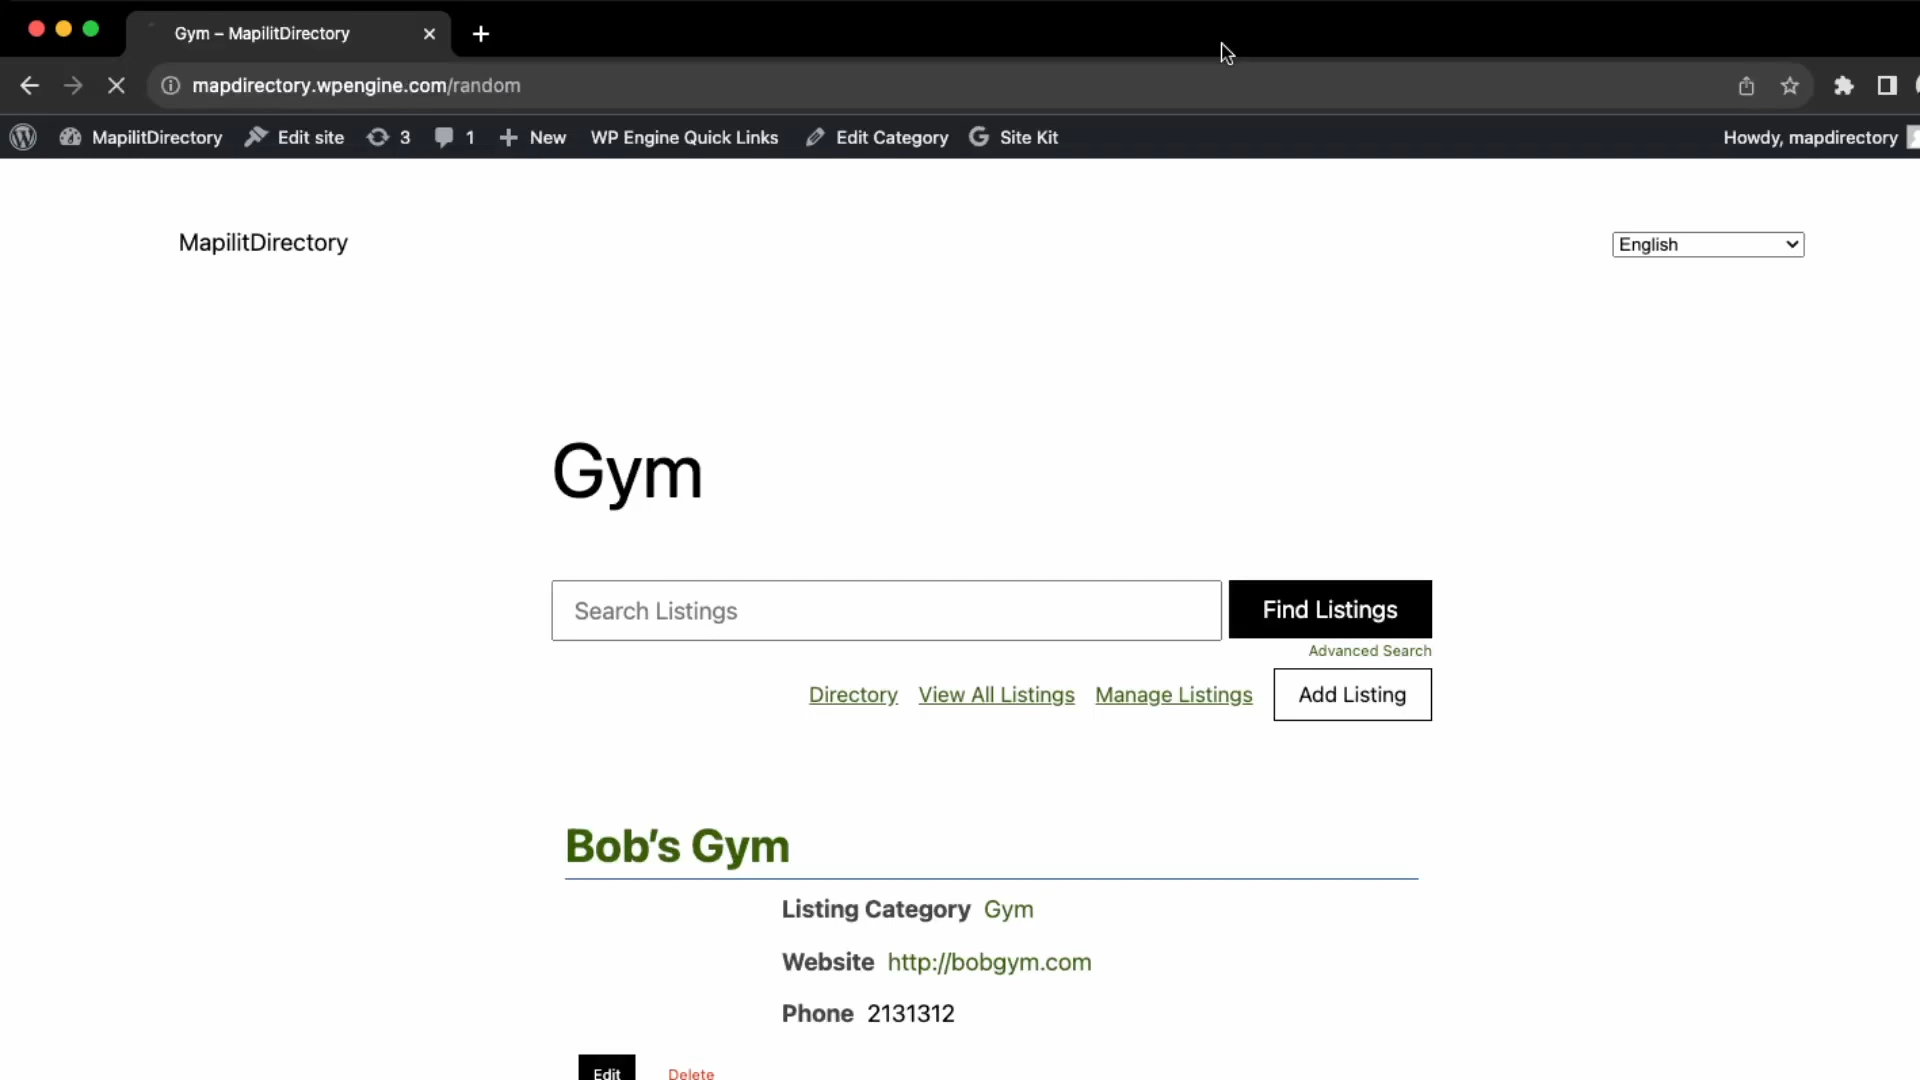 Gym – MapilitDirectory
mapdirectory.wpengine.com/random
MapilitDirectory Edit site 3 1 New WP Engine Quick Links Edit Category Site Kit Howdy, mapdirectory
MapilitDirectory English
Gym
Search Listings Find Listings
Advanced Search
Directory View All Listings Manage Listings Add Listing
Bob's Gym
Listing Category Gym
Website http://bobgym.com
Phone 2131312
Edit Delete